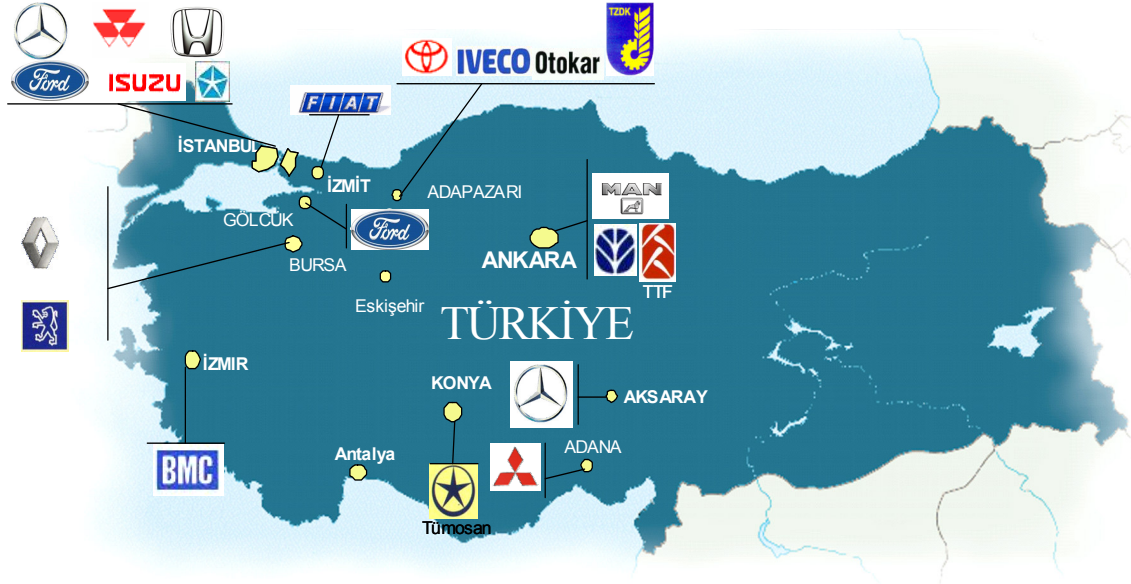 TZDK
IVECO Otokar
Ford
ISUZU
FIAT
İSTANBUL
İZMİT
ADAPAZARI
GÖLCÜK
Ford
MAN
BURSA
ANKARA
TTF
Eskişehir
TÜRKİYE
İZMIR
KONYA
AKSARAY
ADANA
Antalya
BMC
Tümosan